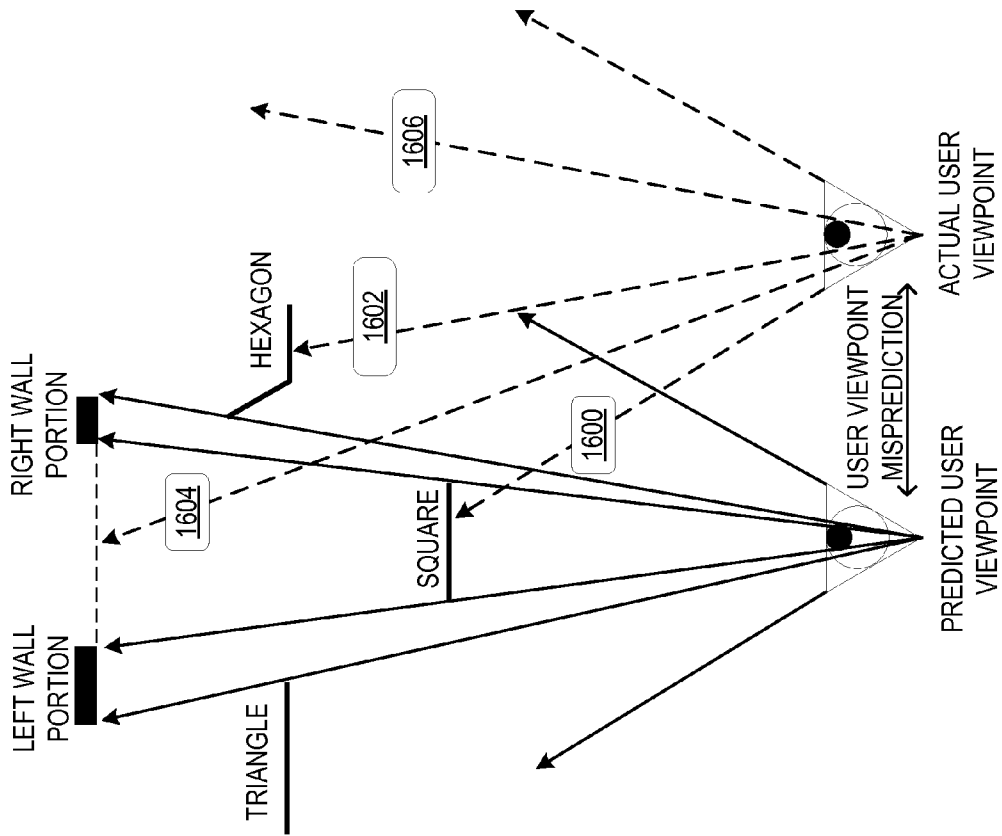 LEFT WALL
PORTION
RIGHT WALL
PORTION
TRIANGLE
SQUARE
HEXAGON
1604
1602
1606
1600
USER VIEWPOINT
MISPREDICTION
PREDICTED USER
VIEWPOINT
ACTUAL USER
VIEWPOINT